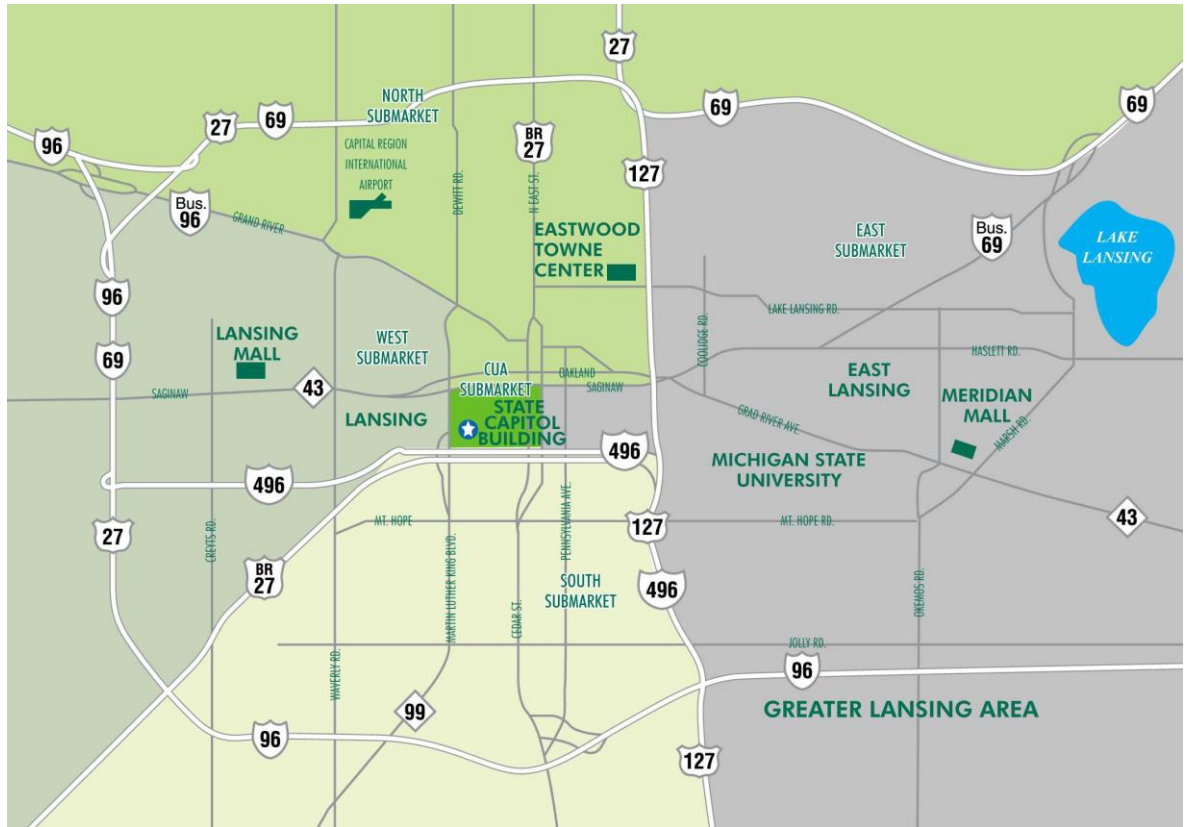 27
NORTH
SUBMARKET
69
27
96
69
69
CAPITAL REGION
INTERNATIONAL
AIRPORT
BR
27
127
DEWITT RD.
N EAST ST.
Bus.
96
GRAND RIVER
EASTWOOD
TOWNE
CENTER
EAST
SUBMARKET
Bus.
69
LAKE
LANSING
96
69
LANSING
MALL
WEST
SUBMARKET
COOLIDGE RD.
LAKE LANSING RD.
HASLETT RD.
SAGINAW
43
CUA
SUBMARKET
OAKLAND
SAGINAW
EAST
LANSING
MERIDIAN
MALL
LANSING
STATE
CAPITOL
BUILDING
GRAD RIVER AVE.
MARSH RD.
496
496
MICHIGAN STATE
UNIVERSITY
27
CREYTS RD.
MT. HOPE
PENNSYLVANIA AVE.
127
MT. HOPE RD.
43
BR
27
MARTIN LUTHER KING BLVD.
CEDAR ST.
SOUTH
SUBMARKET
496
OKEMOS RD.
WAVERLY RD.
JOLLY RD.
96
99
GREATER LANSING AREA
96
127